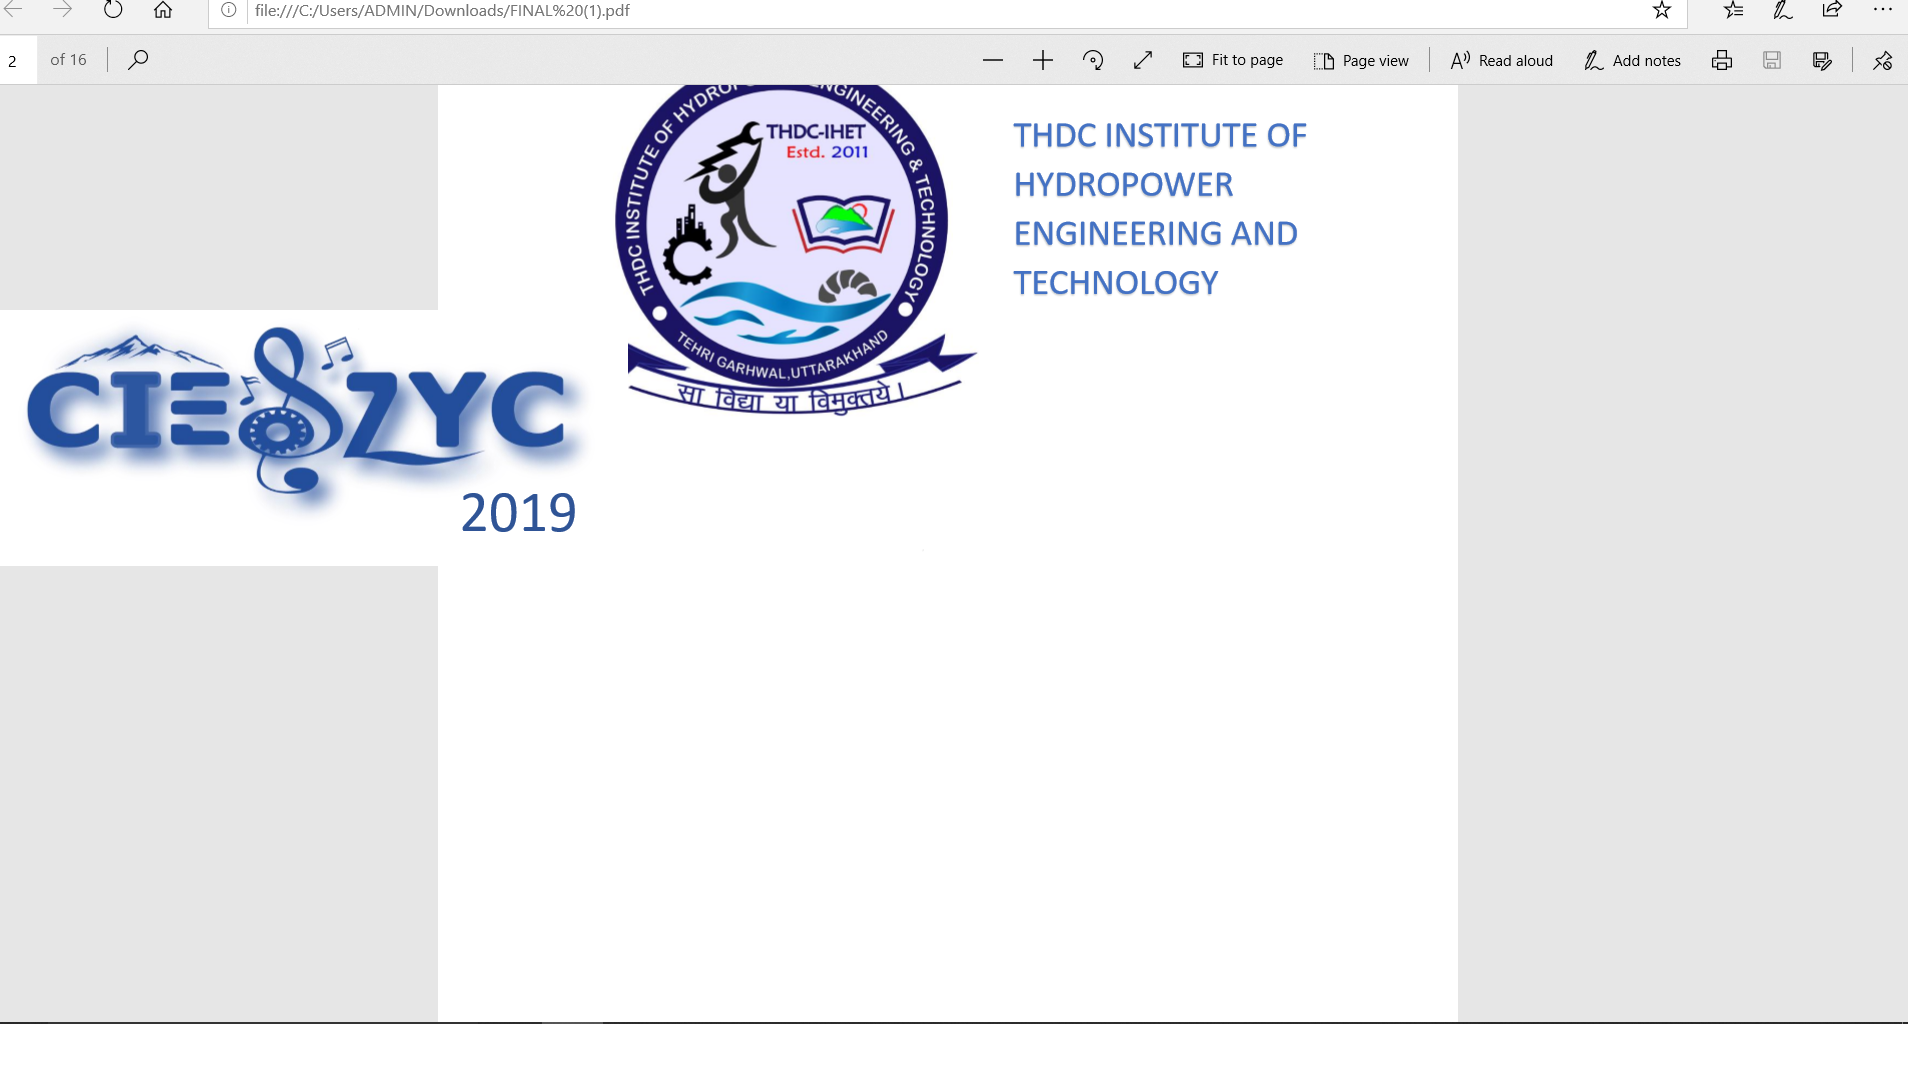 file:///C:/Users/ADMIN/Downloads/FINAL%20(1).pdf
2 of 16
Fit to page
Page view
Read aloud
Add notes
THDC INSTITUTE OF HYDROPOWER ENGINEERING & TECHNOLOGY
THDC-IHET
Estd. 2011
TEHRI GARHWAL,UTTARAKHAND
सा विद्या या विमुक्तये।
THDC INSTITUTE OF
HYDROPOWER
ENGINEERING AND
TECHNOLOGY
CIESZYC
2019